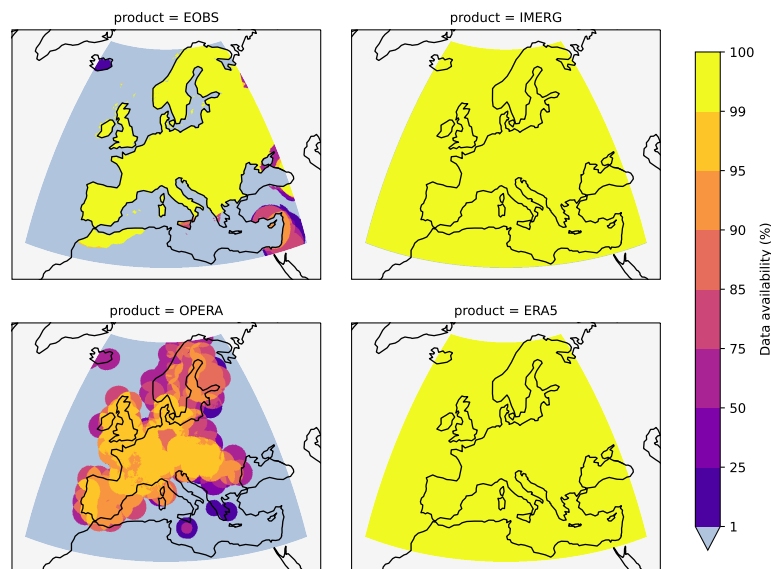 product = EOBS
product = IMERG
product = OPERA
product = ERA5
100
99
95
90
85
75
50
25
1
Data availability (%)